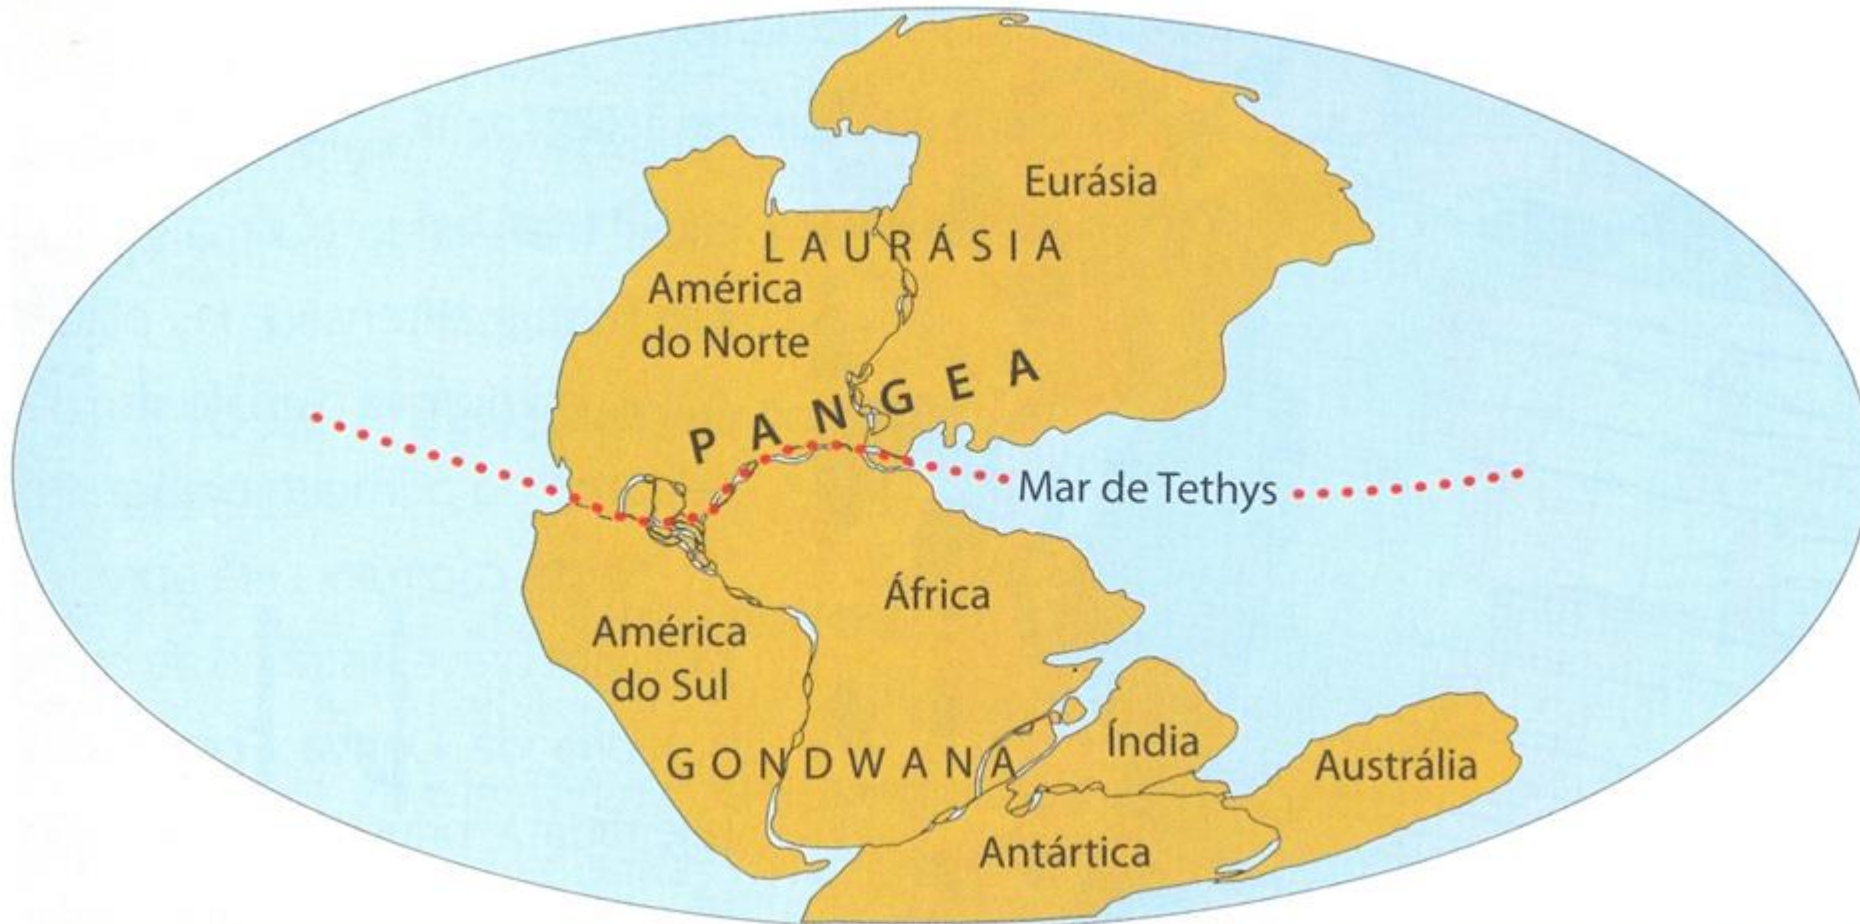 Eurásia
LAURÁSIA
América
do Norte
PANGEA
Mar de Tethys
África
América
do Sul
GONDWANA
Índia
Austrália
Antártica